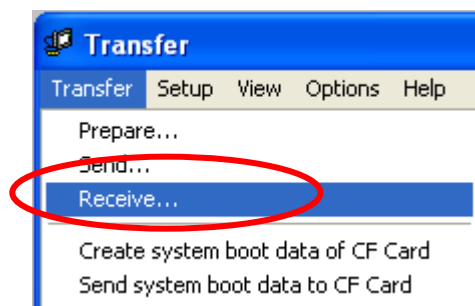 Transfer
Transfer Setup View Options Help
Prepare...
Send...
Receive...
Create system boot data of CF Card
Send system boot data to CF Card